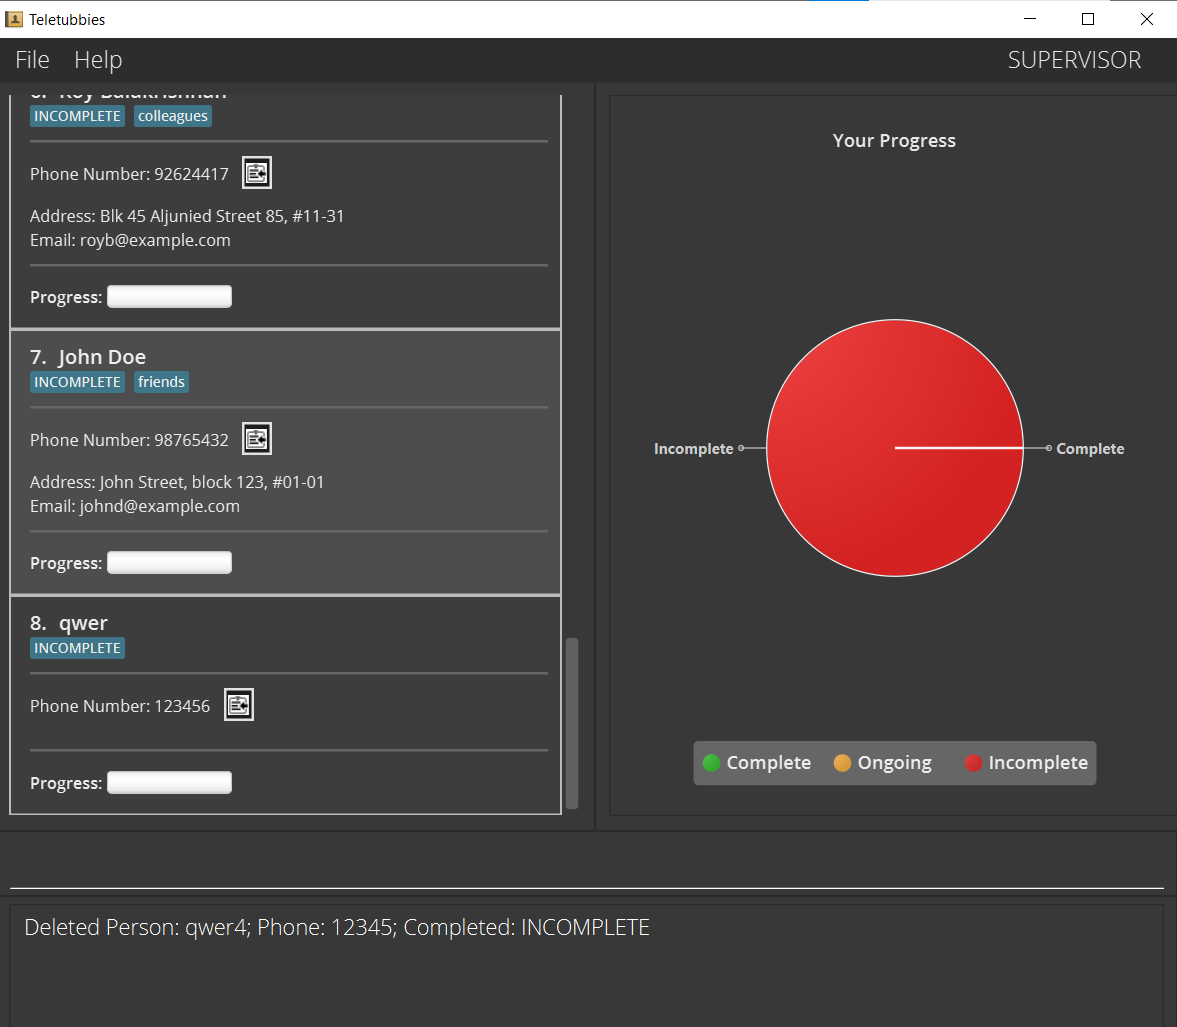 Teletubbies
File Help SUPERVISOR
6. Roy Balakrishnan
INCOMPLETE colleagues
Phone Number: 92624417
Address: Blk 45 Aljunied Street 85, #11-31
Email: royb@example.com
Progress:
7. John Doe
INCOMPLETE friends
Phone Number: 98765432
Address: John Street, block 123, #01-01
Email: johnd@example.com
Progress:
8. qwer
INCOMPLETE
Phone Number: 123456
Progress:
Your Progress
Incomplete Complete
Complete Ongoing Incomplete
Deleted Person: qwer4; Phone: 12345; Completed: INCOMPLETE